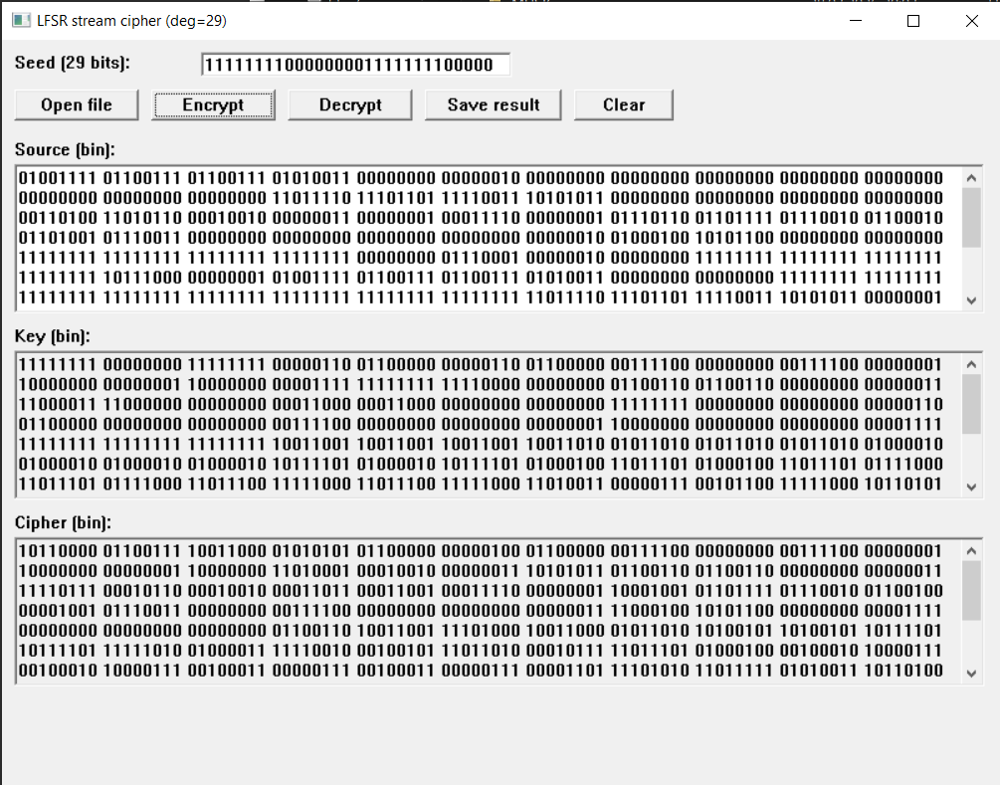 LFSR stream cipher (deg=29)
Seed (29 bits): 11111111000000001111111100000
Open file Encrypt Decrypt Save result Clear
Source (bin):
01001111 01100111 01100111 01010011 00000000 00000010 00000000 00000000 00000000 00000000 00000000
00000000 00000000 00000000 11011110 11101101 11110011 10101011 00000000 00000000 00000000 00000000
00110100 11010110 00010010 00000011 00000001 00011110 00000001 01110110 01101111 01110010 01100010
01101001 01110011 00000000 00000000 00000000 00000000 00000010 01000100 10101100 00000000 00000000
11111111 11111111 11111111 11111111 00000000 01110001 00000010 00000000 11111111 11111111 11111111
11111111 10111000 00000001 01001111 01100111 01100111 01010011 00000000 00000000 11111111 11111111
11111111 11111111 11111111 11111111 11111111 11111111 11011110 11101101 11110011 10101011 00000001
Key (bin):
11111111 00000000 11111111 00000110 01100000 00000110 01100000 00111100 00000000 00111100 00000001
10000000 00000001 10000000 00001111 11111111 11110000 00000000 01100110 01100110 00000000 00000011
11000011 11000000 00000000 00011000 00011000 00000000 00000000 11111111 00000000 00000000 00000110
01100000 00000000 00000000 00111100 00000000 00000000 00000001 10000000 00000000 00000000 00001111
11111111 11111111 11111111 10011001 10011001 10011001 10011010 01011010 01011010 01011010 01000010
01000010 01000010 01000010 10111101 01000010 10111101 01000100 11011101 01000100 11011101 01111000
11011101 01111000 11011100 11111000 11011100 11111000 11010011 00000111 00101100 11111000 10110101
Cipher (bin):
10110000 01100111 10011000 01010101 01100000 00000100 01100000 00111100 00000000 00111100 00000001
10000000 00000001 10000000 11010001 00010010 00000011 10101011 01100110 01100110 00000000 00000011
11110111 00010110 00010010 00011011 00011001 00011110 00000001 10001001 01101111 01110010 01100100
00001001 01110011 00000000 00111100 00000000 00000000 00000011 11000100 10101100 00000000 00001111
00000000 00000000 00000000 01100110 10011001 11101000 10011000 01011010 10100101 10100101 10111101
10111101 11111010 01000011 11110010 00100101 11011010 00010111 11011101 01000100 00100010 10000111
00100010 10000111 00100011 00000111 00100011 00000111 00001101 11101010 11011111 01010011 10110100